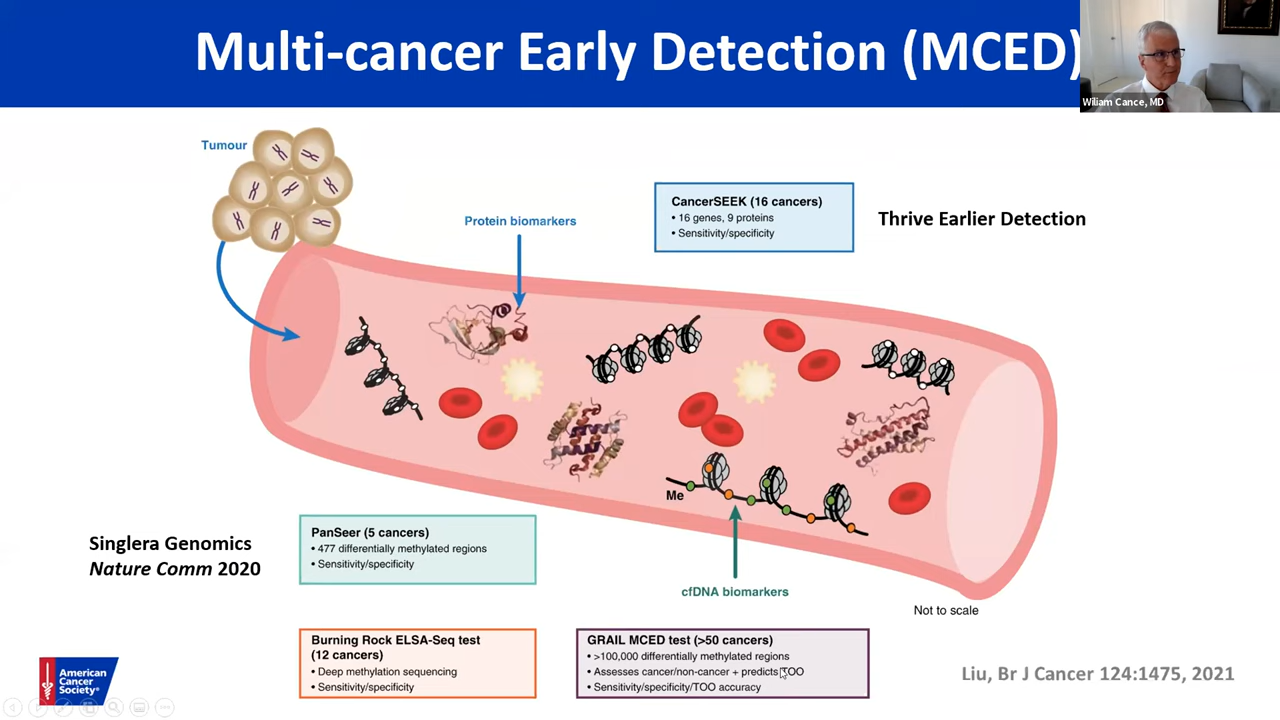 Multi-cancer Early Detection (MCED)
Wiliam Cance, MD
Tumour
Protein biomarkers
CancerSEEK (16 cancers)
• 16 genes, 9 proteins
• Sensitivity/specificity
Thrive Earlier Detection
Me
Singlera Genomics
Nature Comm 2020
PanSeer (5 cancers)
• 477 differentially methylated regions
• Sensitivity/specificity
cfDNA biomarkers
Not to scale
Burning Rock ELSA-Seq test
(12 cancers)
• Deep methylation sequencing
• Sensitivity/specificity
GRAIL MCED test (>50 cancers)
• >100,000 differentially methylated regions
• Assesses cancer/non-cancer + predicts TOO
• Sensitivity/specificity/TOO accuracy
American
Cancer
Society®
Liu, Br J Cancer 124:1475, 2021